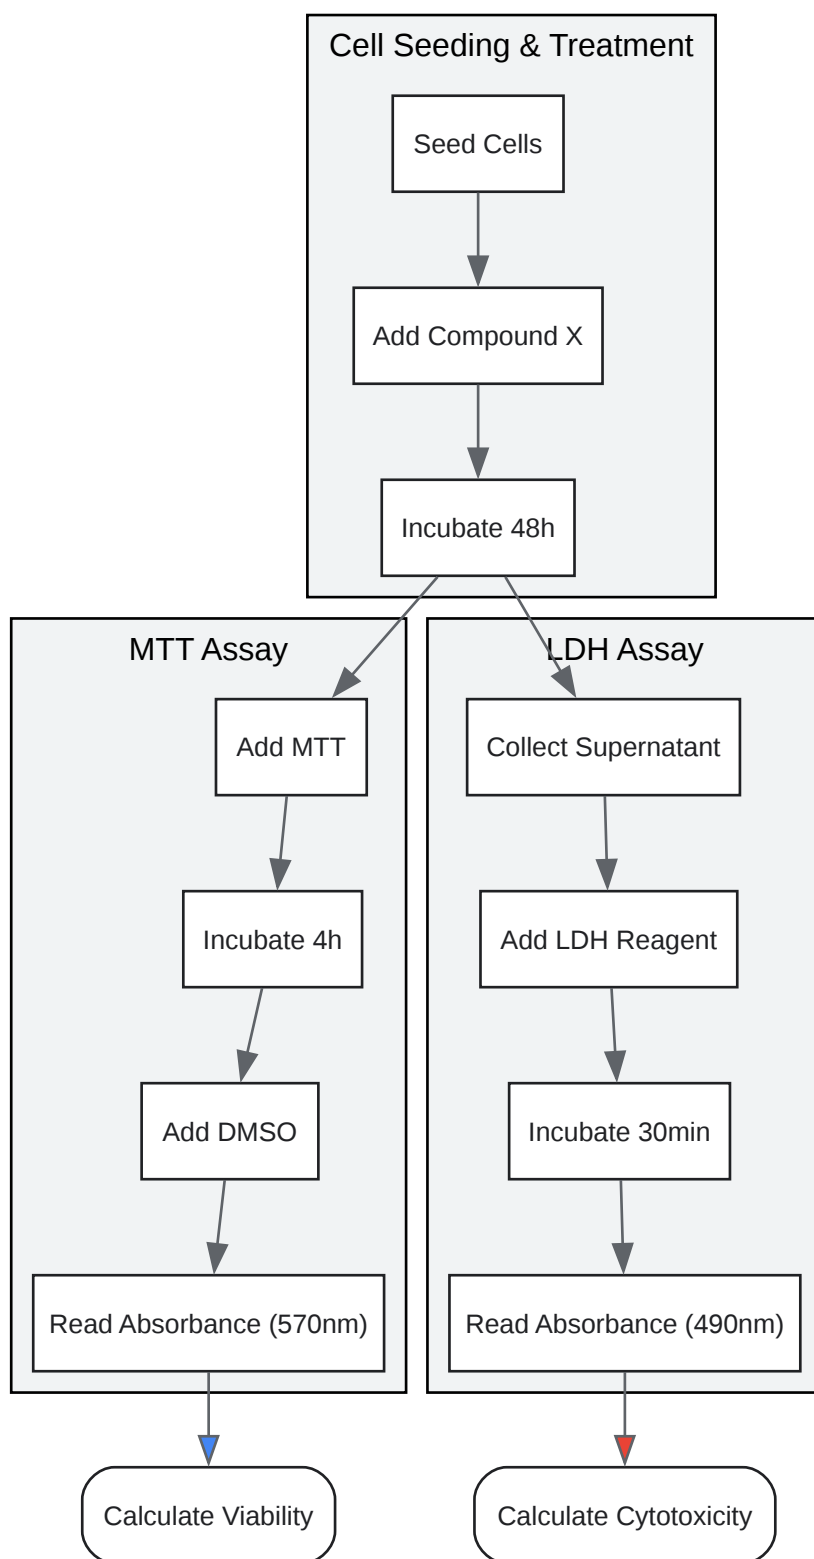 Cell Seeding & Treatment
Seed Cells
Add Compound X
Incubate 48h
MTT Assay
Add MTT
Incubate 4h
Add DMSO
Read Absorbance (570nm)
Calculate Viability
LDH Assay
Collect Supernatant
Add LDH Reagent
Incubate 30min
Read Absorbance (490nm)
Calculate Cytotoxicity